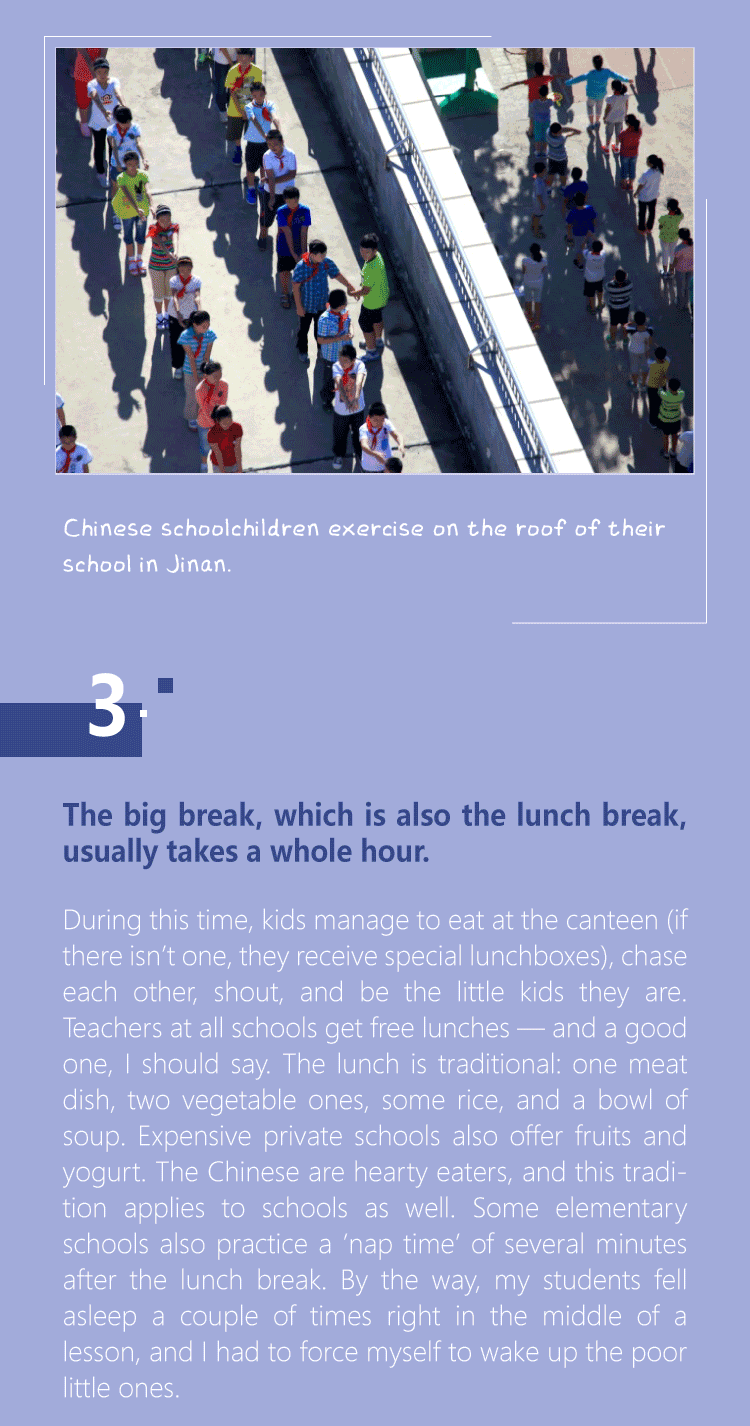 Chinese schoolchildren exercise on the roof of their
school in Jinan.
3
The big break, which is also the lunch break,
usually takes a whole hour.
During this time, kids manage to eat at the canteen (if
there isn’t one, they receive special lunchboxes), chase
each other, shout, and be the little kids they are.
Teachers at all schools get free lunches — and a good
one, I should say. The lunch is traditional: one meat
dish, two vegetable ones, some rice, and a bowl of
soup. Expensive private schools also offer fruits and
yogurt. The Chinese are hearty eaters, and this tradi-
tion applies to schools as well. Some elementary
schools also practice a ‘nap time’ of several minutes
after the lunch break. By the way, my students fell
asleep a couple of times right in the middle of a
lesson, and I had to force myself to wake up the poor
little ones.